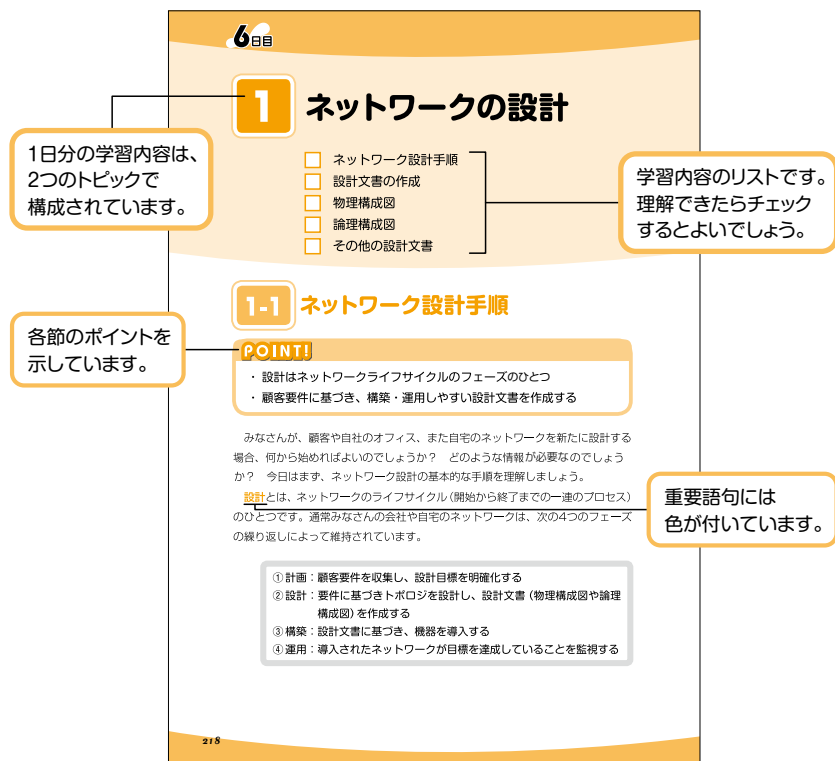 6日目
1 ネットワークの設計
1日分の学習内容は、
2つのトピックで
構成されています。
ネットワーク設計手順
設計文書の作成
物理構成図
論理構成図
その他の設計文書
学習内容のリストです。
理解できたらチェック
するとよいでしょう。
1-1 ネットワーク設計手順
各節のポイントを
示しています。
POINT!
・ 設計はネットワークライフサイクルのフェーズのひとつ
・ 顧客要件に基づき、構築・運用しやすい設計文書を作成する
みなさんが、顧客や自社のオフィス、また自宅のネットワークを新たに設計する
場合、何から始めればよいのでしょうか？ どのような情報が必要なのでしょう
か？ 今日はまず、ネットワーク設計の基本的な手順を理解しましょう。
設計とは、ネットワークのライフサイクル（開始から終了までの一連のプロセス）
のひとつです。通常みなさんの会社や自宅のネットワークは、次の4つのフェーズ
の繰り返しによって維持されています。
重要語句には
色が付いています。
①計画：顧客要件を収集し、設計目標を明確化する
②設計：要件に基づきトポロジを設計し、設計文書（物理構成図や論理
構成図）を作成する
③構築：設計文書に基づき、機器を導入する
④運用：導入されたネットワークが目標を達成していることを監視する
218